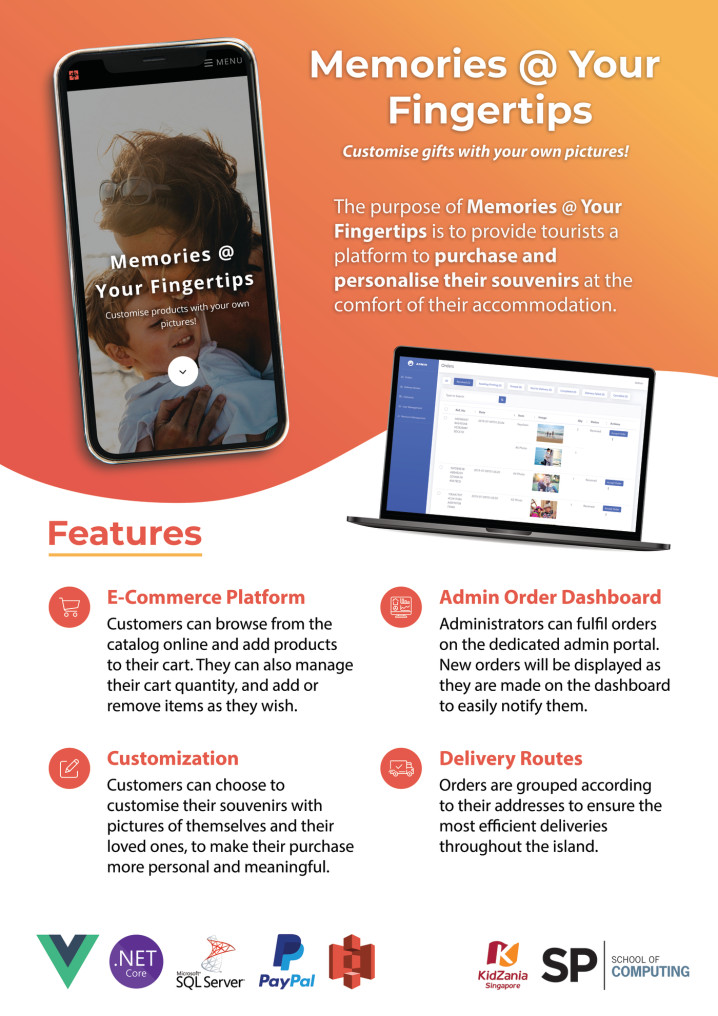 MENU
Memories @
Your Fingertips
Customise products with your own
pictures!
Memories @ Your
Fingertips
Customise gifts with your own pictures!
The purpose of Memories @ Your
Fingertips is to provide tourists a
platform to purchase and
personalise their souvenirs at the
comfort of their accommodation.
Orders
Features
E-Commerce Platform
Customers can browse from the
catalog online and add products
to their cart. They can also manage
their cart quantity, and add or
remove items as they wish.
Admin Order Dashboard
Administrators can fulfil orders
on the dedicated admin portal.
New orders will be displayed as
they are made on the dashboard
to easily notify them.
Customization
Customers can choose to
customise their souvenirs with
pictures of themselves and their
loved ones, to make their purchase
more personal and meaningful.
Delivery Routes
Orders are grouped according
to their addresses to ensure the
most efficient deliveries
throughout the island.
.NET
Core
Microsoft
SQL Server
PayPal
KidZania
Singapore
SP
SCHOOL OF
COMPUTING